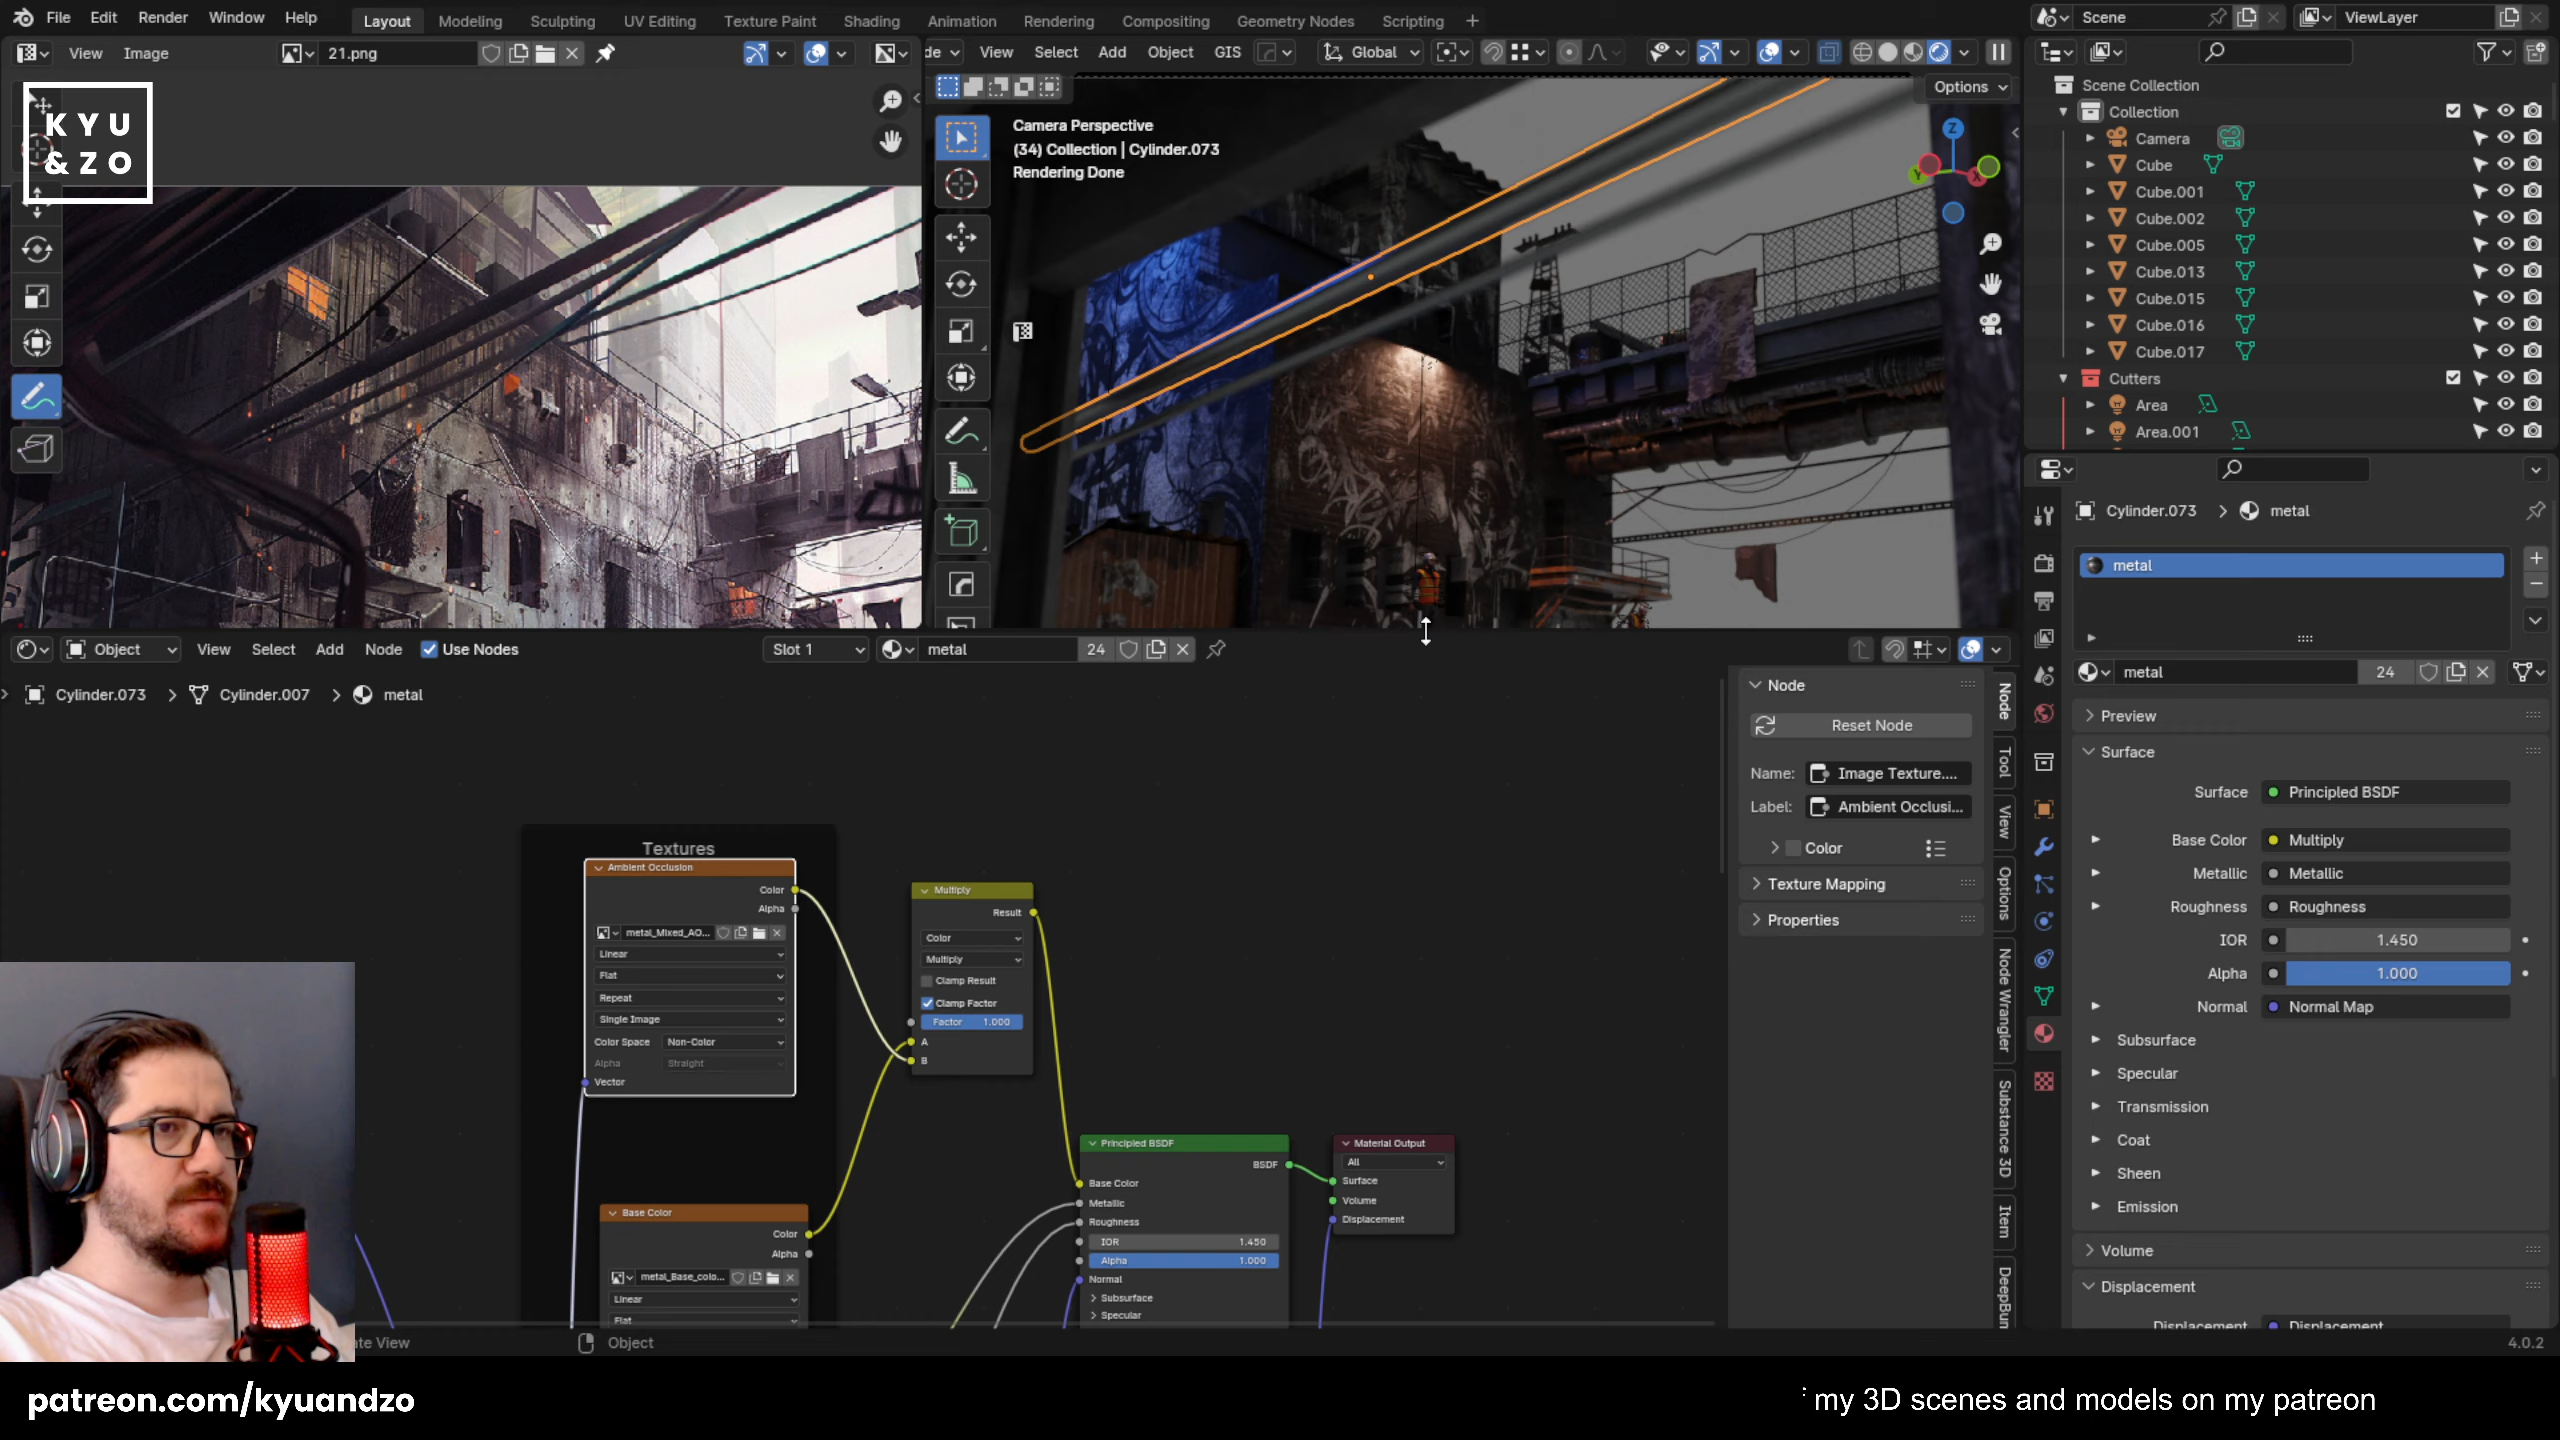 File Edit Render Window Help
Layout Modeling Sculpting UV Editing Texture Paint Shading Animation Rendering Compositing Geometry Nodes Scripting +
Scene ViewLayer
View Image 21.png
de View Select Add Object GIS Global
KYU
&ZO
Options
Camera Perspective
(34) Collection | Cylinder.073
Rendering Done
Z
Y
X
Scene Collection
Collection
Camera
Cube
Cube.001
Cube.002
Cube.005
Cube.013
Cube.015
Cube.016
Cube.017
Cutters
Area
Area.001
Cylinder.073 > metal
metal
metal 24
Preview
Surface
Surface Principled BSDF
Base Color Multiply
Metallic Metallic
Roughness Roughness
IOR 1.450
Alpha 1.000
Normal Normal Map
Subsurface
Specular
Transmission
Coat
Sheen
Emission
Volume
Displacement
Displacement Displacement
Object View Select Add Node Use Nodes Slot 1 metal 24
Cylinder.073 > Cylinder.007 > metal
Node
Reset Node
Name: Image Texture....
Label: Ambient Occlusi...
Color
Texture Mapping
Properties
Node
Tool
View
Options
Node Wrangler
Substance 3D
Item
DeepBun
Textures
Ambient Occlusion
Color
Alpha
metal_Mixed_AO...
Linear
Flat
Repeat
Single Image
Color Space Non-Color
Alpha Straight
Vector
Multiply
Result
Color
Multiply
Clamp Result
Clamp Factor
Factor 1.000
A
B
Base Color
Color
Alpha
metal_Base_colo...
Linear
Flat
Principled BSDF
BSDF
Base Color
Metallic
Roughness
IOR 1.450
Alpha 1.000
Normal
Subsurface
Specular
Material Output
All
Surface
Volume
Displacement
ate View Object
4.0.2
patreon.com/kyuandzo
my 3D scenes and models on my patreon